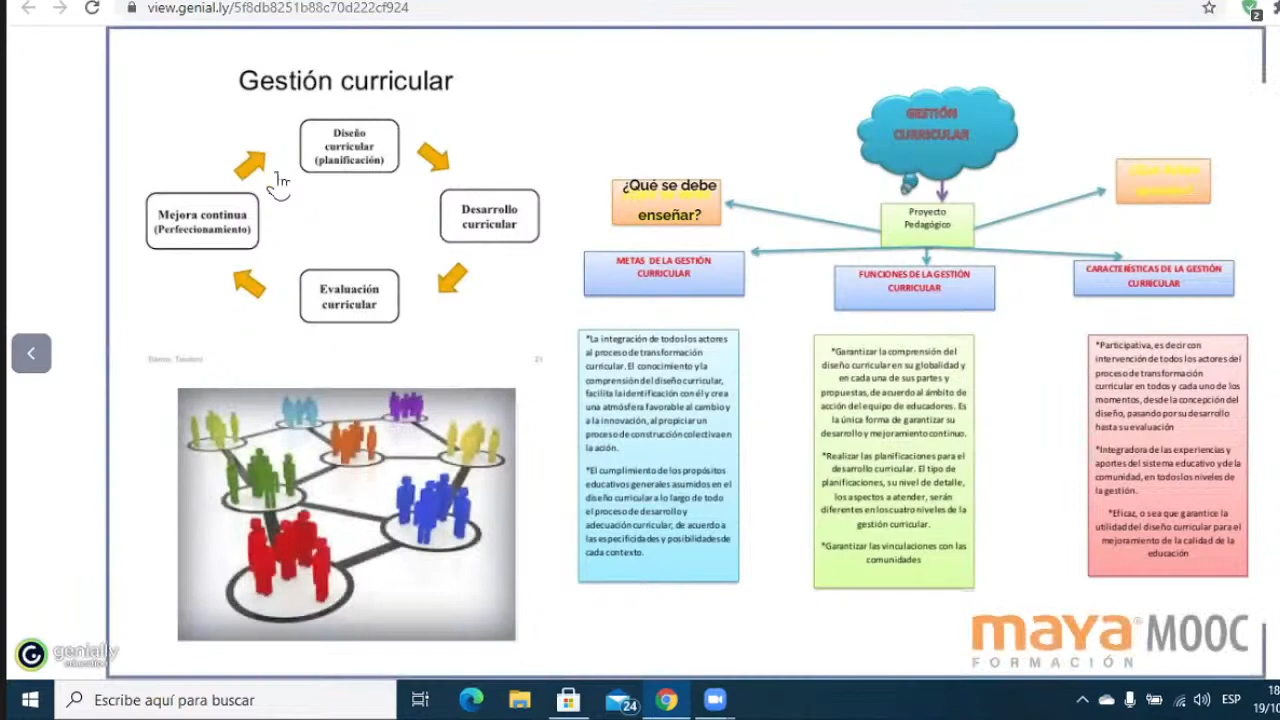 view.genial.ly/5f8db8251b88c70d222cf924
2
Gestión curricular
Diseño
curricular
(planificación)
Desarrollo
curricular
Evaluación
curricular
Mejora continua
(Perfeccionamiento)
21
GESTIÓN
CURRICULAR
¿Qué se debe
enseñar?
Proyecto
Pedagógico
METAS DE LA GESTIÓN
CURRICULAR
FUNCIONES DE LA GESTIÓN
CURRICULAR
CARACTERÍSTICAS DE LA GESTIÓN
CURRICULAR
*La integración de todos los actores
al proceso de transformación
curricular. El conocimiento y la
comprensión del diseño curricular,
facilita la identificación con él y crea
una atmósfera favorable al cambio y
a la innovación, al propiciar un
proceso de construcción colectiva en
la ación.
*El cumplimiento de los propósitos
educativos generales asumidos en el
diseño curricular a lo largo de todo
el proceso de desarrollo y
adecuación curricular, de acuerdo a
las especificidades y posibilidades de
cada contexto.
*Garantizar la comprensión del
diseño curricular en su globalidad y
en cada una de sus partes y
propuestas, de acuerdo al ámbito de
acción del equipo de educadores. Es
la única forma de garantizar su
desarrollo y mejoramiento continuo.
*Realizar las planificaciones para el
desarrollo curricular. El tipo de
planificaciones, su nivel de detalle,
los aspectos a atender, serán
diferentes en los cuatro niveles de la
gestión curricular.
*Garantizar las vinculaciones con las
comunidades
*Participativa, es decir con
intervención de todos los actores del
proceso de transformación
curricular en todos y cada uno de los
momentos, desde la concepción del
diseño, pasando por su desarrollo
hasta su evaluación
*Integradora de las experiencias y
aportes del sistema educativo y de la
comunidad, en todos los niveles de
la gestión.
*Eficaz, o sea que garantice la
utilidad del diseño curricular para el
mejoramiento de la calidad de la
educación
genially
maya MOOC
FORMACIÓN
Escribe aquí para buscar
24
ESP
18
19/10